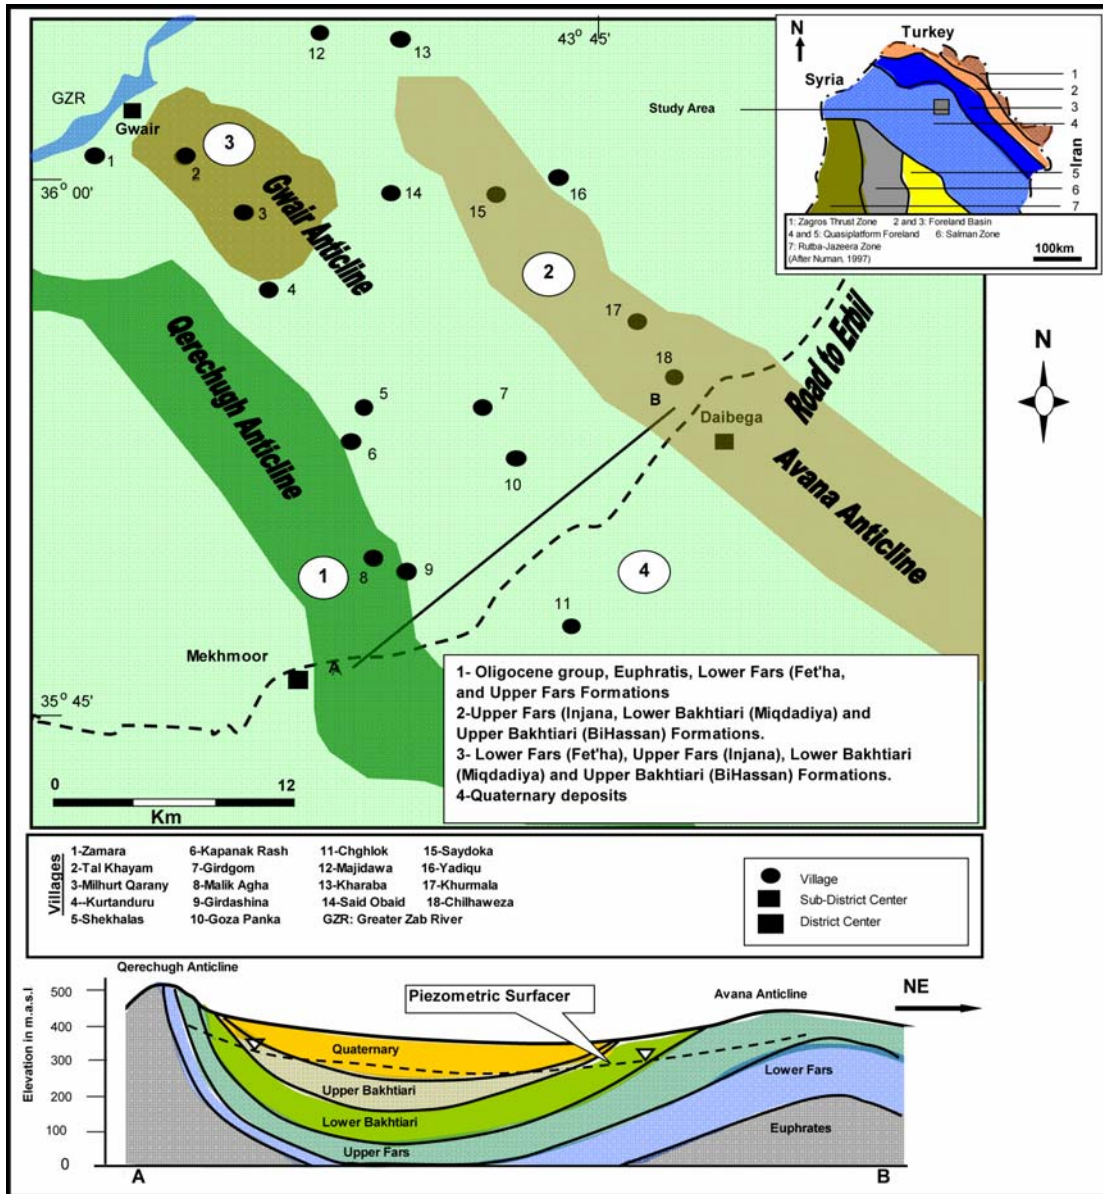 12
13
43° 45'
GZR
Gwair
1
2
3
3
36° 00'
14
15
16
Gwair Anticline
4
2
17
18
B
Daibega
Road to Erbil
Qerechugh Anticline
Avana Anticline
5
6
7
10
8
9
1
4
11
Mekhmoor
A
35° 45'
0 12
Km
N
Turkey
Syria
Study Area
Iran
1
2
3
4
5
6
7
1: Zagros Thrust Zone 2 and 3: Foreland Basin
4 and 5: Quasiplatform Foreland 6: Salman Zone
7: Rutba-Jazeera Zone
(After Numan, 1997)
100km
N
1- Oligocene group, Euphratis, Lower Fars (Fet'ha,
and Upper Fars Formations
2-Upper Fars (Injana, Lower Bakhtiari (Miqdadiya) and
Upper Bakhtiari (BiHassan) Formations.
3- Lower Fars (Fet'ha), Upper Fars (Injana), Lower Bakhtiari
(Miqdadiya) and Upper Bakhtiari (BiHassan) Formations.
4-Quaternary deposits
Villages
1-Zamara 6-Kapanak Rash 11-Chghlok 15-Saydoka
2-Tal Khayam 7-Girdgom 12-Majidawa 16-Yadiqu
3-Milhurt Qarany 8-Malik Agha 13-Kharaba 17-Khurmala
4--Kurtanduru 9-Girdashina 14-Said Obaid 18-Chilhaweza
5-Shekhalas 10-Goza Panka GZR: Greater Zab River
Village
Sub-District Center
District Center
Qerechugh Anticline
Piezometric Surfacer
Avana Anticline
NE
Elevation in m.a.s.l
500
400
300
200
100
0
Quaternary
Upper Bakhtiari
Lower Bakhtiari
Upper Fars
Lower Fars
Euphrates
A
B